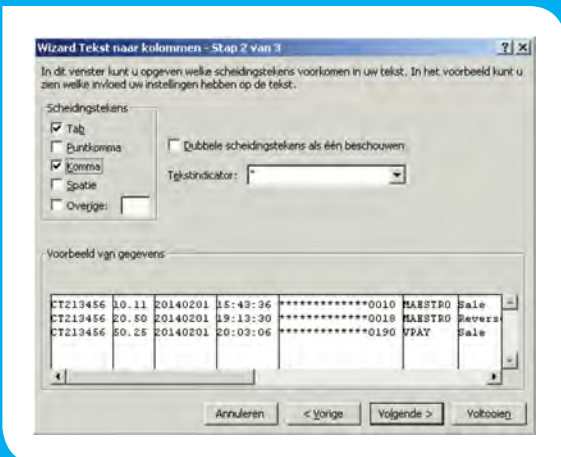 Wizard Tekst naar kolommen - Stap 2 van 3
In dit venster kunt u opgeven welke scheidingstekens voorkomen in uw tekst. In het voorbeeld kunt u
zien welke invloed uw instellingen hebben op de tekst.
Scheidingstekens
Tab
Puntkomma
Komma
Spatie
Overige:
Dubbele scheidingstekens als één beschouwen
Tekstindicator: "
Voorbeeld van gegevens
CT213456 10.11 20140201 15:43:36 *************0010 MAESTRO Sale
CT213456 20.50 20140201 19:13:30 *************0018 MAESTRO Revers
CT213456 50.25 20140201 20:03:06 *************0190 VPAY Sale
Annuleren < Vorige Volgende > Voltooien